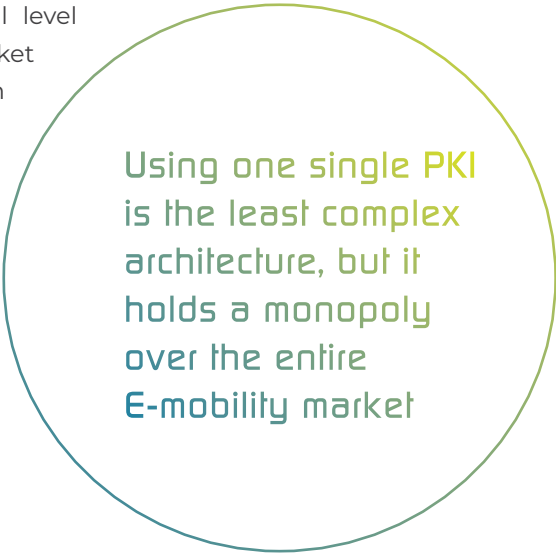 level
Using one single PKI
is the least complex
architecture, but it
holds a monopoly
over the entire
E-mobility market